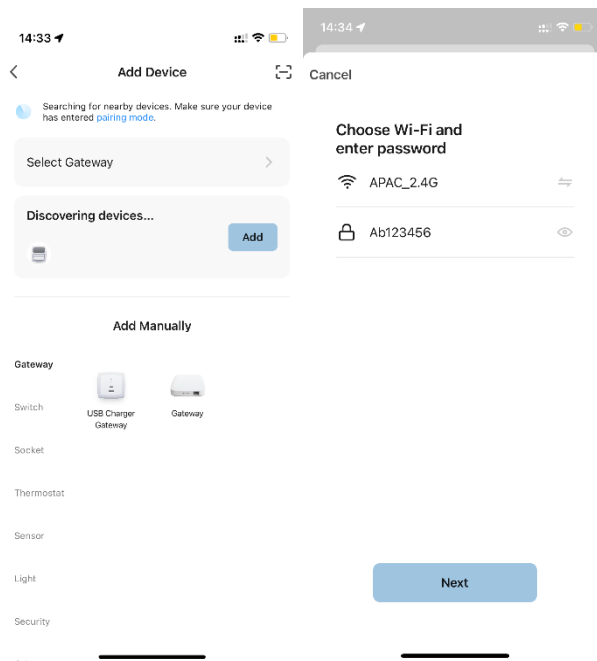 14:33
Add Device
Searching for nearby devices. Make sure your device
has entered pairing mode.
Select Gateway
Discovering devices...
Add
Add Manually
Gateway
Switch
Socket
Thermostat
Sensor
Light
Security
USB Charger
Gateway
Gateway
14:34
Cancel
Choose Wi-Fi and
enter password
APAC_2.4G
Ab123456
Next